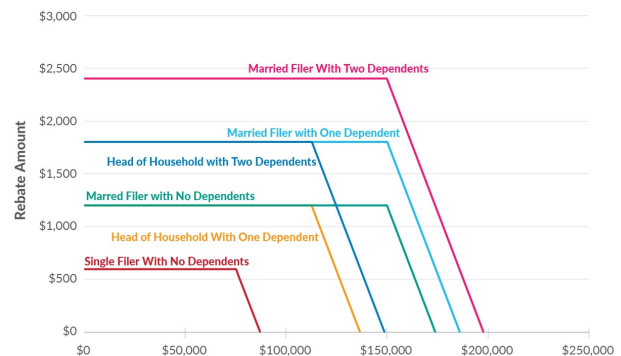 $3,000
$2,500
Married Filer With Two Dependents
$2,000
Married Filer with One Dependent
Rebate Amount
Head of Household with Two Dependents
$1,500
Marred Filer with No Dependents
$1,000
Head of Household With One Dependent
Single Filer With No Dependents
$500
$0
$0
$50,000
$100,000
$150,000
$200,000
$250,000